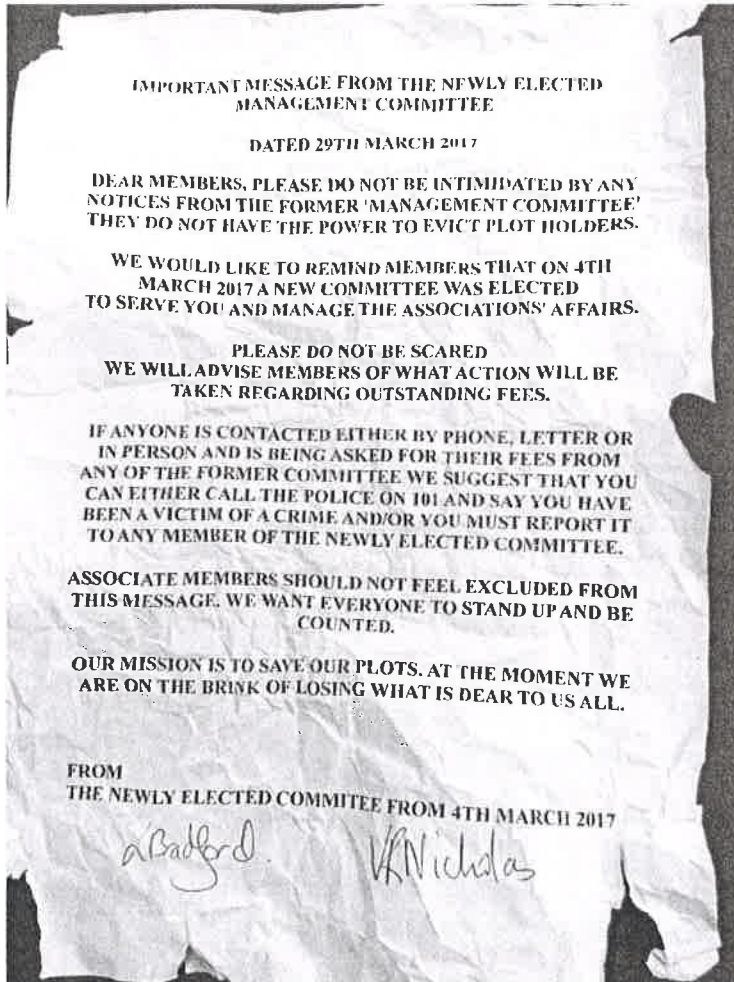 IMPORTANT MESSAGE FROM THE NEWLY ELECTED
MANAGEMENT COMMITTEE
DATED 29TH MARCH 2017
DEAR MEMBERS, PLEASE DO NOT BE INTIMIDATED BY ANY
NOTICES FROM THE FORMER 'MANAGEMENT COMMITTEE'
THEY DO NOT HAVE THE POWER TO EVICT PLOT HOLDERS.
WE WOULD LIKE TO REMIND MEMBERS THAT ON 4TH
MARCH 2017 A NEW COMMITTEE WAS ELECTED
TO SERVE YOU AND MANAGE THE ASSOCIATIONS' AFFAIRS.
PLEASE DO NOT BE SCARED
WE WILL ADVISE MEMBERS OF WHAT ACTION WILL BE
TAKEN REGARDING OUTSTANDING FEES.
IF ANYONE IS CONTACTED EITHER BY PHONE, LETTER OR
IN PERSON AND IS BEING ASKED FOR THEIR FEES FROM
ANY OF THE FORMER COMMITTEE WE SUGGEST THAT YOU
CAN EITHER CALL THE POLICE ON 101 AND SAY YOU HAVE
BEEN A VICTIM OF A CRIME AND/OR YOU MUST REPORT IT
TO ANY MEMBER OF THE NEWLY ELECTED COMMITTEE.
ASSOCIATE MEMBERS SHOULD NOT FEEL EXCLUDED FROM
THIS MESSAGE. WE WANT EVERYONE TO STAND UP AND BE
COUNTED.
OUR MISSION IS TO SAVE OUR PLOTS. AT THE MOMENT WE
ARE ON THE BRINK OF LOSING WHAT IS DEAR TO US ALL.
FROM
THE NEWLY ELECTED COMMITEE FROM 4TH MARCH 2017
aBadford. VRNicholas